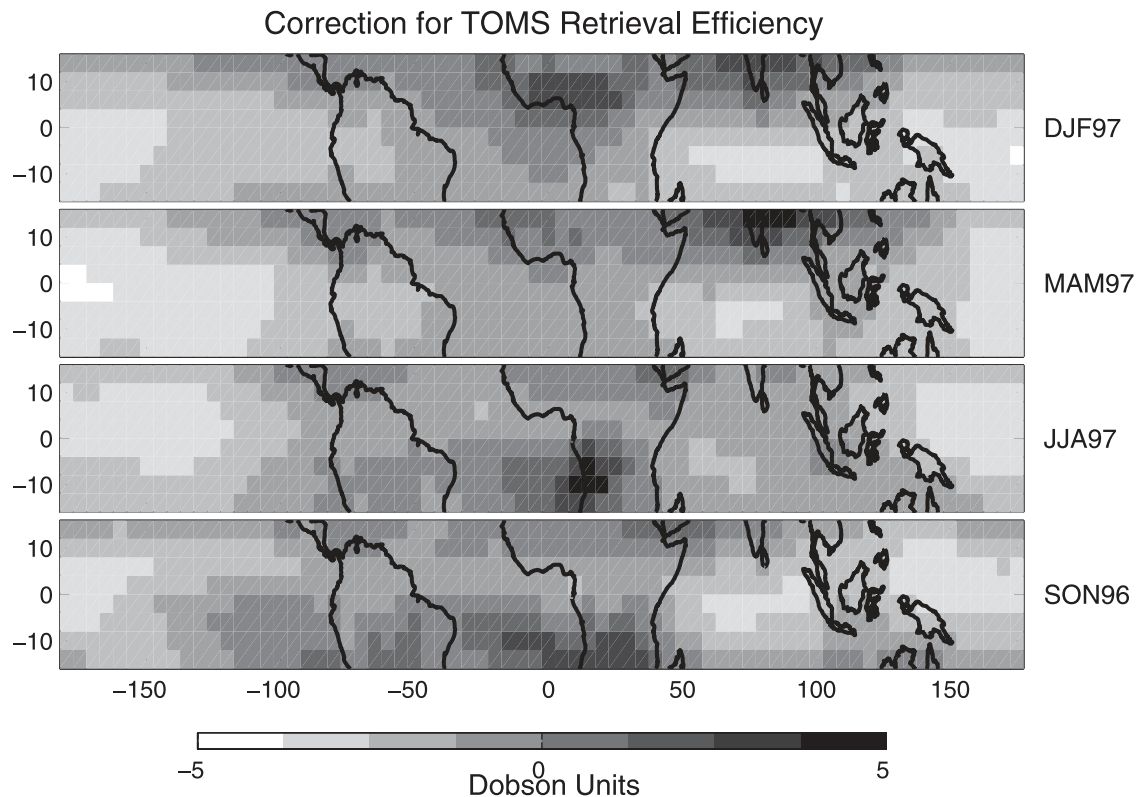 Correction for TOMS Retrieval Efficiency
10
0
−10
DJF97
10
0
−10
MAM97
10
0
−10
JJA97
10
0
−10
SON96
−150 −100 −50 0 50 100 150
−5 0 5
Dobson Units